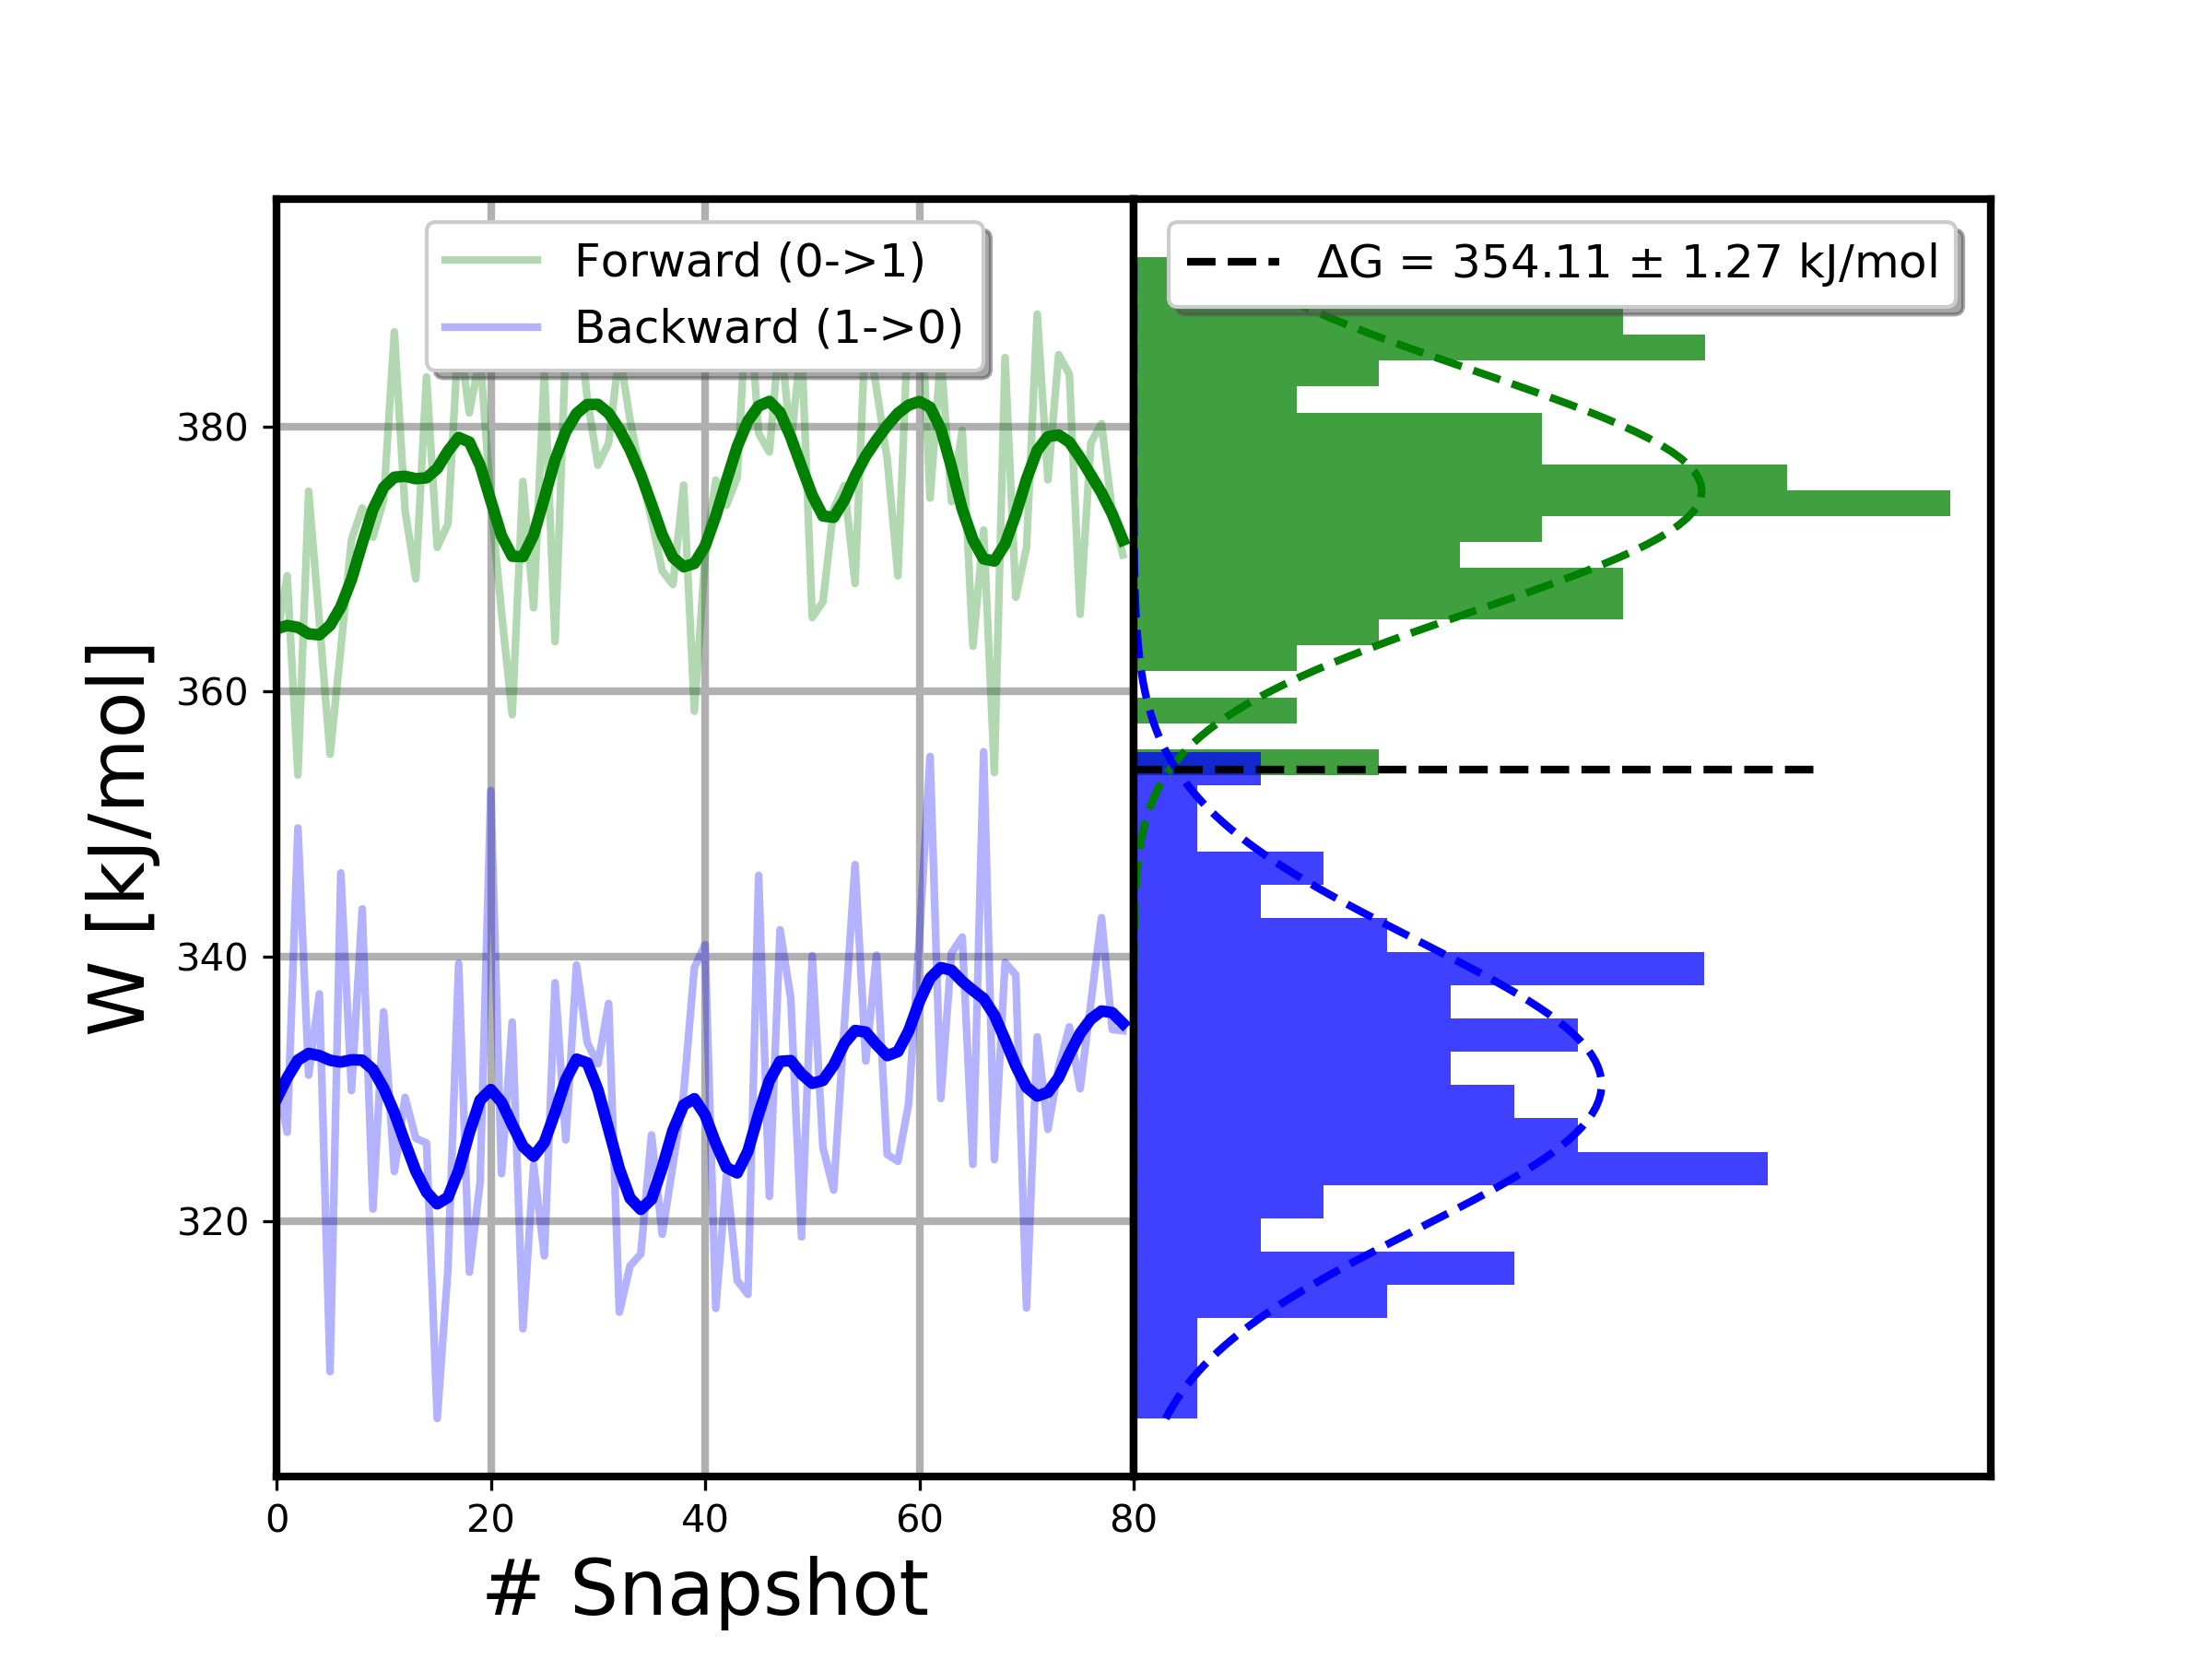 Forward (0->1)
Backward (1->0)
ΔG = 354.11 ± 1.27 kJ/mol
W [kJ/mol]
380
360
340
320
0 20 40 60 80
# Snapshot